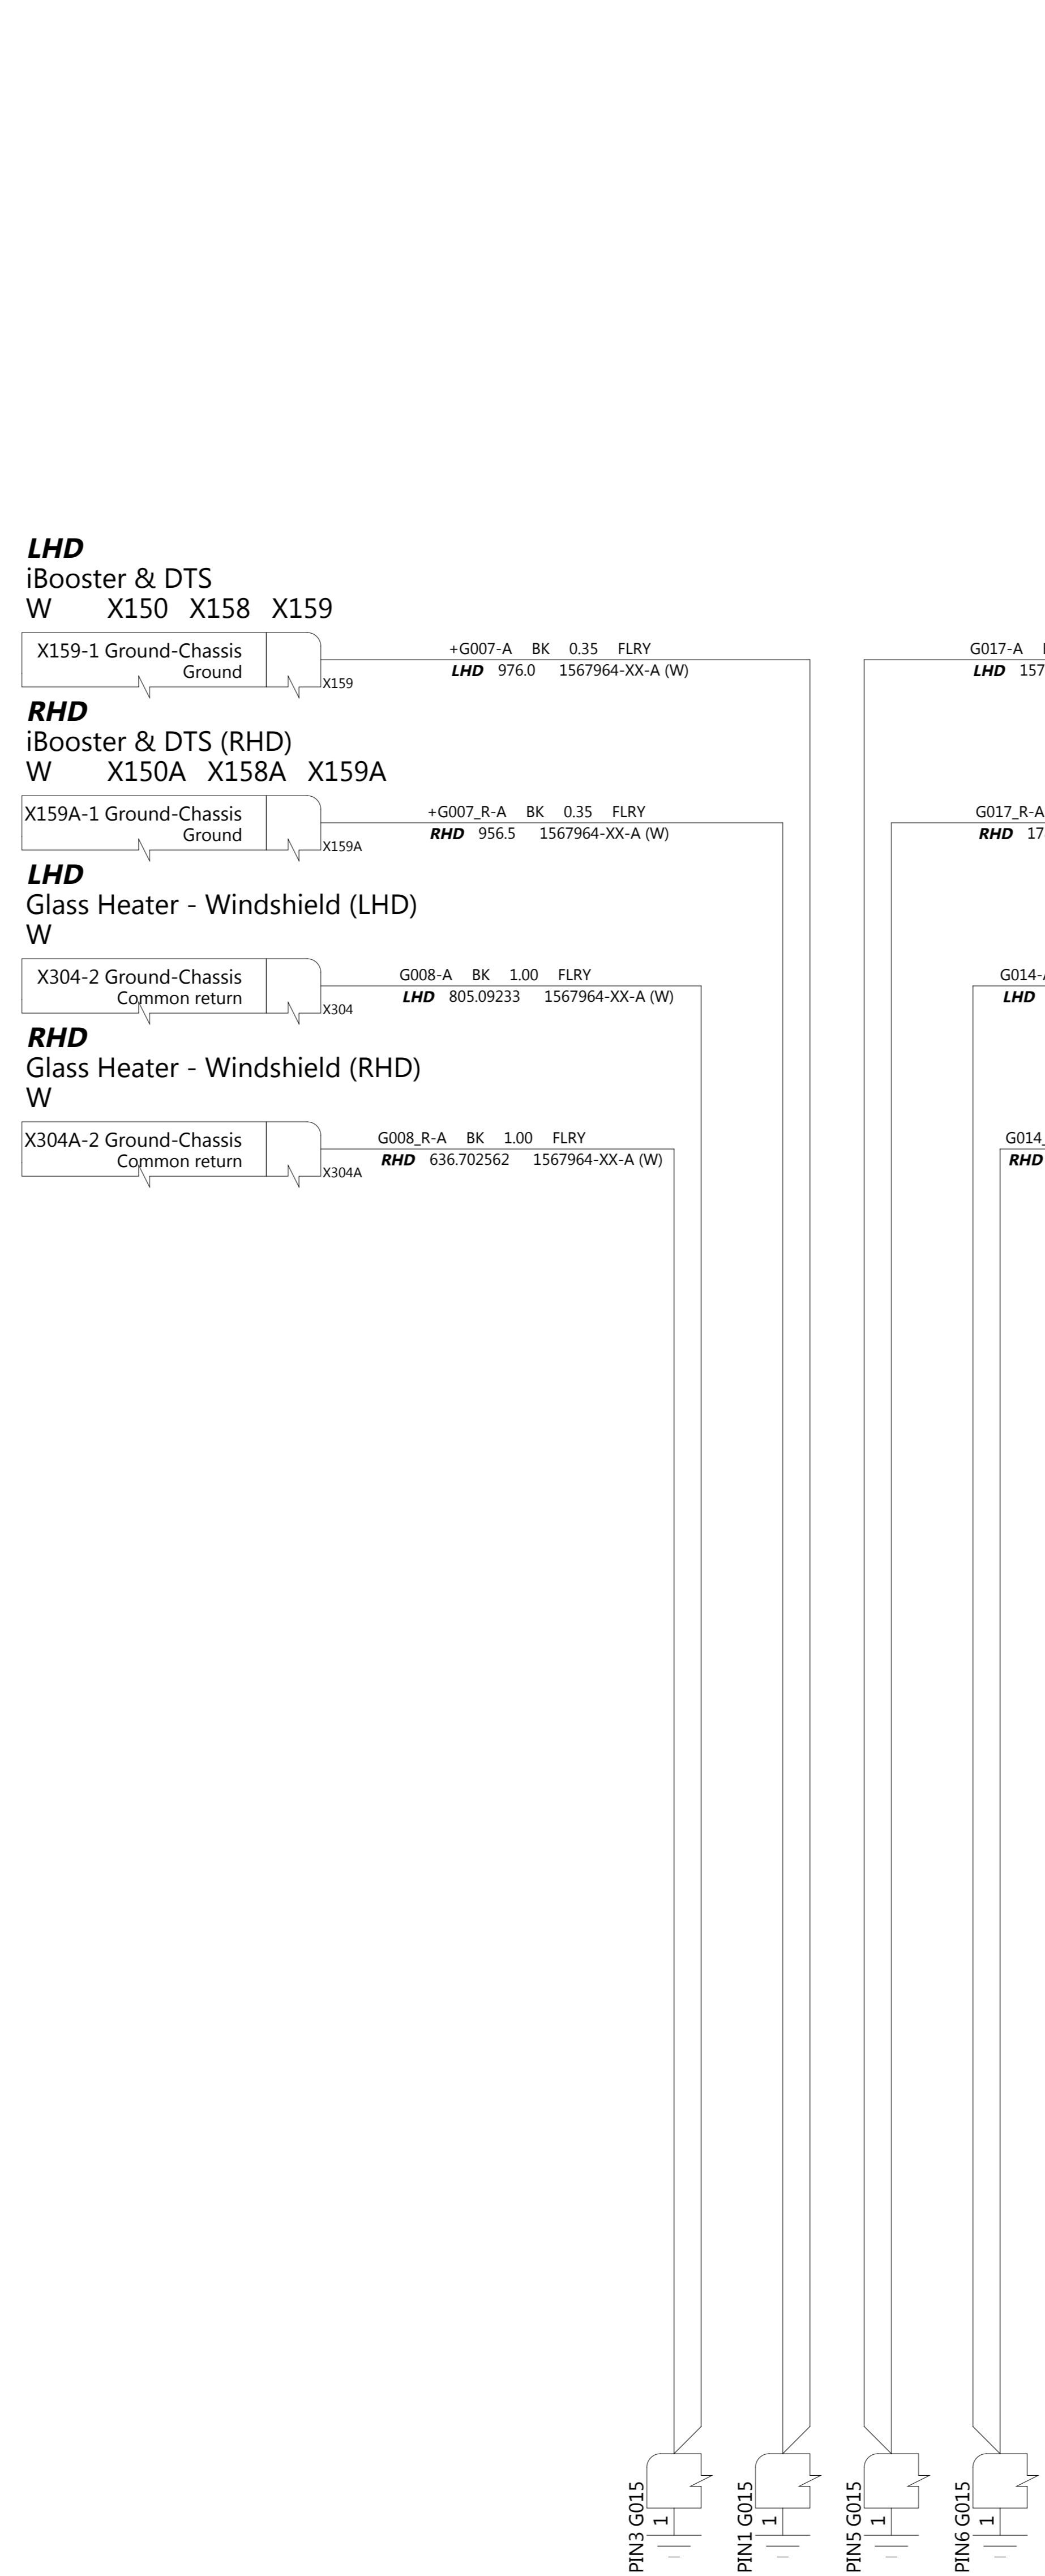 LHD
iBooster & DTS
W X150 X158 X159
X159-1 Ground-Chassis
Ground
X159
+G007-A BK 0.35 FLRY
LHD 976.0 1567964-XX-A (W)
G017-A
LHD 157
RHD
iBooster & DTS (RHD)
W X150A X158A X159A
X159A-1 Ground-Chassis
Ground
X159A
+G007_R-A BK 0.35 FLRY
RHD 956.5 1567964-XX-A (W)
G017_R-A
RHD 17
LHD
Glass Heater - Windshield (LHD)
W
X304-2 Ground-Chassis
Common return
X304
G008-A BK 1.00 FLRY
LHD 805.09233 1567964-XX-A (W)
G014-A
LHD
RHD
Glass Heater - Windshield (RHD)
W
X304A-2 Ground-Chassis
Common return
X304A
G008_R-A BK 1.00 FLRY
RHD 636.702562 1567964-XX-A (W)
G014_
RHD
PIN3 G015
1
PIN1 G015
1
PIN5 G015
1
PIN6 G015
1